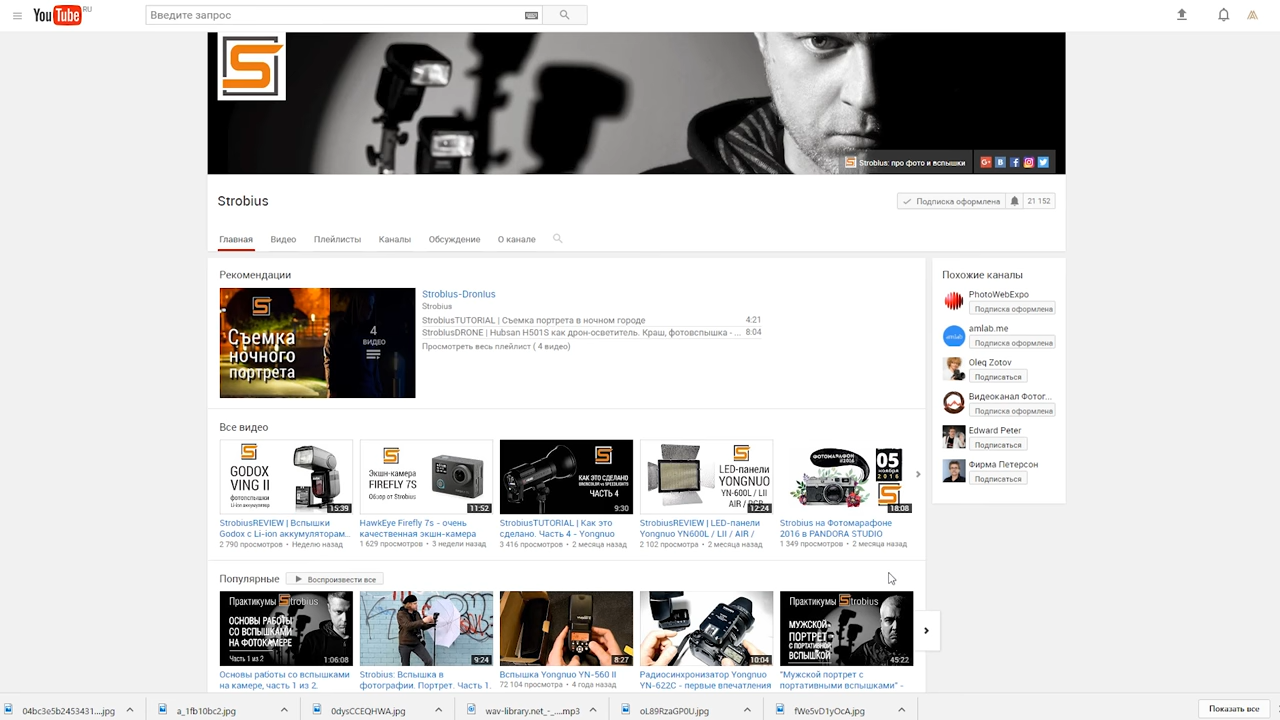 YouTube RU
Введите запрос
Strobius: про фото и вспышки
Strobius
Подписка оформлена 21 152
Главная Видео Плейлисты Каналы Обсуждение О канале
Рекомендации
Съемка
ночного
портрета
4
ВИДЕО
Strobius-Dronius
Strobius
StrobiusTUTORIAL | Съемка портрета в ночном городе 4:21
StrobiusDRONE | Hubsan H501S как дрон-осветитель. Краш, фотовспышка - ... 8:04
Просмотреть весь плейлист ( 4 видео)
Похожие каналы
PhotoWebExpo
Подписка оформлена
amlab.me
Подписка оформлена
Oleg Zotov
Подписаться
Видеоканал Фотог...
Подписка оформлена
Edward Peter
Подписаться
Фирма Петерсон
Подписаться
Все видео
GODOX
VING II
фотовспышки
Li-ion аккумулятор
15:39
StrobiusREVIEW | Вспышки
Godox с Li-ion аккумуляторам...
2 790 просмотров • Неделю назад
Экшн-камера
FIREFLY 7S
Обзор от Strobius
11:52
HawkEye Firefly 7s - очень
качественная экшн-камера
1 629 просмотров • 3 недели назад
КАК ЭТО СДЕЛАНО
ЧАСТЬ 4
9:30
StrobiusTUTORIAL | Как это
сделано. Часть 4 - Yongnuo
3 416 просмотров • 2 месяца назад
LED-панели
YONGNUO
YN-600L / LII
AIR / RGB
12:24
StrobiusREVIEW | LED-панели
Yongnuo YN600L / LII / AIR /
2 102 просмотра • 2 месяца назад
ФОТОМАРАФОН
#2016
05
ноября
2016
18:08
Strobius на Фотомарафоне
2016 в PANDORA STUDIO
1 349 просмотров • 2 месяца назад
Популярные Воспроизвести все
Практикумы Strobius
ОСНОВЫ РАБОТЫ
СО ВСПЫШКАМИ
НА ФОТОКАМЕРЕ
Часть 1 из 2
1:06:08
Основы работы со вспышками
на камере, часть 1 из 2.
9:24
Strobius: Вспышка в
фотографии. Портрет. Часть 1.
8:27
Вспышка Yongnuo YN-560 II
72 104 просмотра • 4 года назад
10:04
Радиосинхронизатор Yongnuo
YN-622C - первые впечатления
Практикумы Strobius
МУЖСКОЙ
ПОРТРЕТ
С ПОРТАТИВНОЙ
ВСПЫШКОЙ
45:22
"Мужской портрет с
портативными вспышками" -
04bc3e5b2453431....jpg
a_1fb10bc2.jpg
0dysCCEQHWA.jpg
wav-library.net_-_....mp3
oL89RzaGP0U.jpg
fWe5vD1yOcA.jpg
Показать все